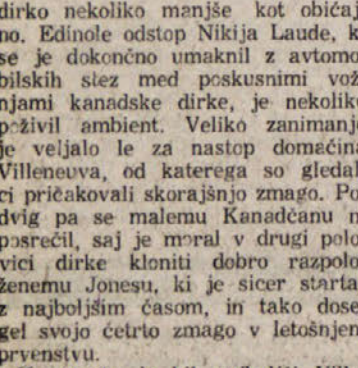 dirko nekoliko manjše kot običaj
no. Edinole odstop Nikija Laude, k
se je dokončno umaknil z avtomo
bilskih stez med poskusnimi vož
njami kanadske dirke, je nekolik
poživil ambient. Veliko zanimanj
je veljalo le za nastop domačina
Villeneuva, od katerega so gledal
ci pričakovali skorajšnjo zmago. Po
dvig pa se malemu Kanadčanu n
posrečil, saj je moral v drugi polo
vici dirke kloniti dobro razpolo
ženemu Jonesu, ki je sicer starta
z najboljšim časom, in tako dose
gel svojo četrto zmago v letošnjem
prvenstvu.